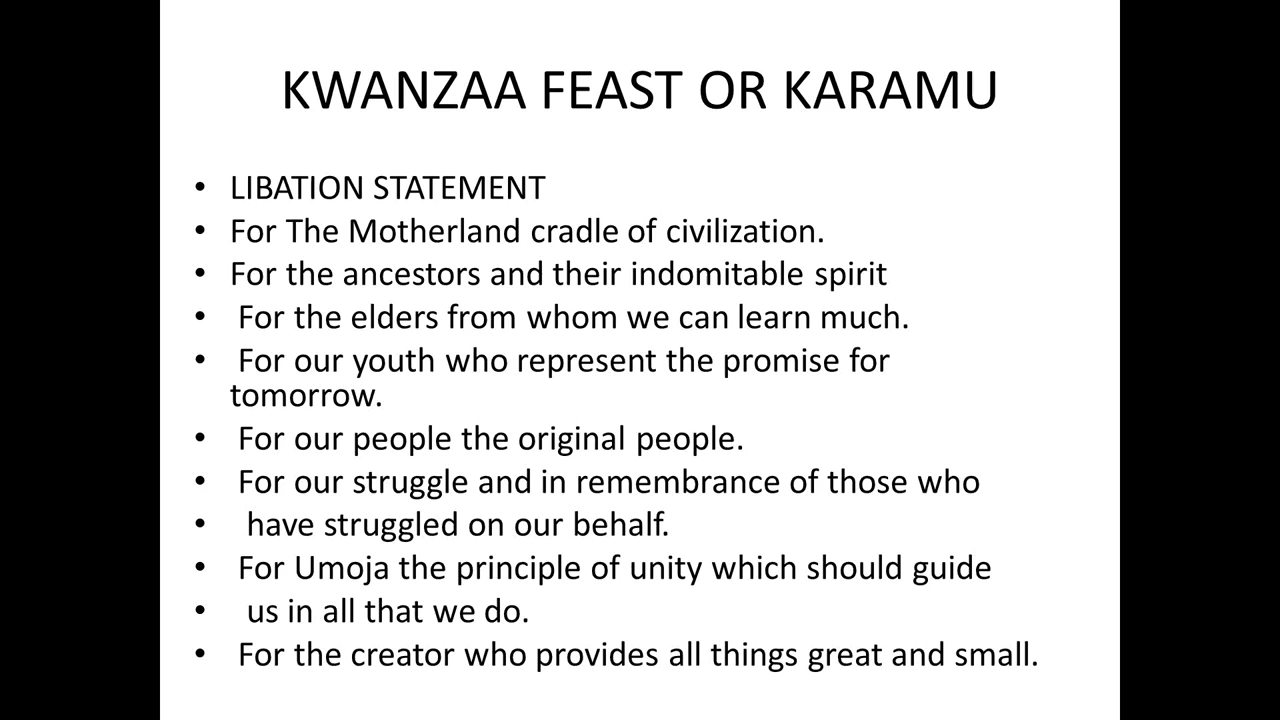 KWANZAA FEAST OR KARAMU
• LIBATION STATEMENT
• For The Motherland cradle of civilization.
• For the ancestors and their indomitable spirit
• For the elders from whom we can learn much.
• For our youth who represent the promise for
tomorrow.
• For our people the original people.
• For our struggle and in remembrance of those who
• have struggled on our behalf.
• For Umoja the principle of unity which should guide
• us in all that we do.
• For the creator who provides all things great and small.